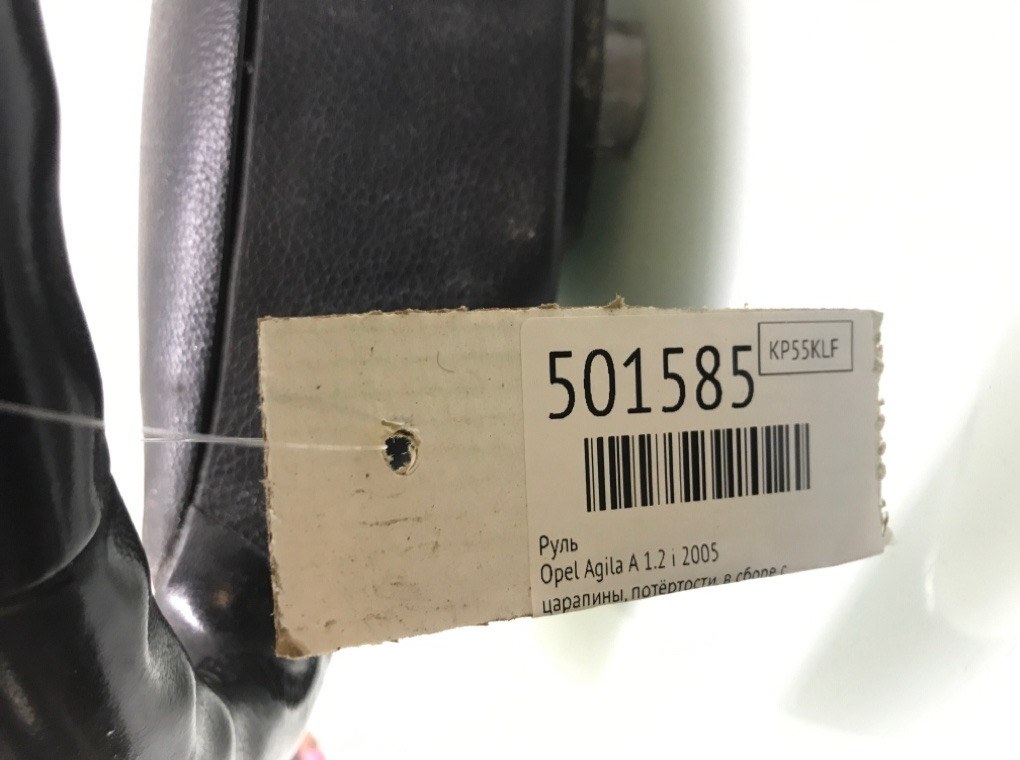 501585
KP55KLF
Руль
Opel Agila A 1.2 i 2005
царапины, потёртости, в сборе с